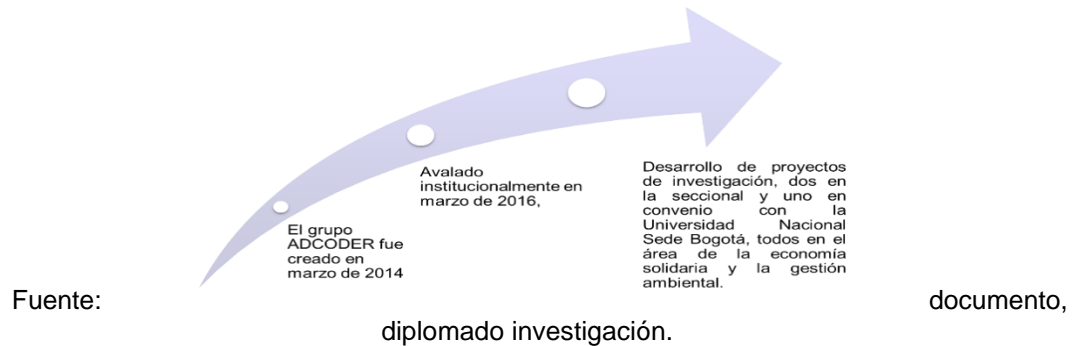 El grupo
ADCODER fue
creado en
marzo de 2014
Avalado
institucionalmente en
marzo de 2016,
Desarrollo de proyectos
de investigación, dos en
la seccional y uno en
convenio con la
Universidad Nacional
Sede Bogotá, todos en el
área de la economía
solidaria y la gestión
ambiental.
Fuente: documento,
diplomado investigación.